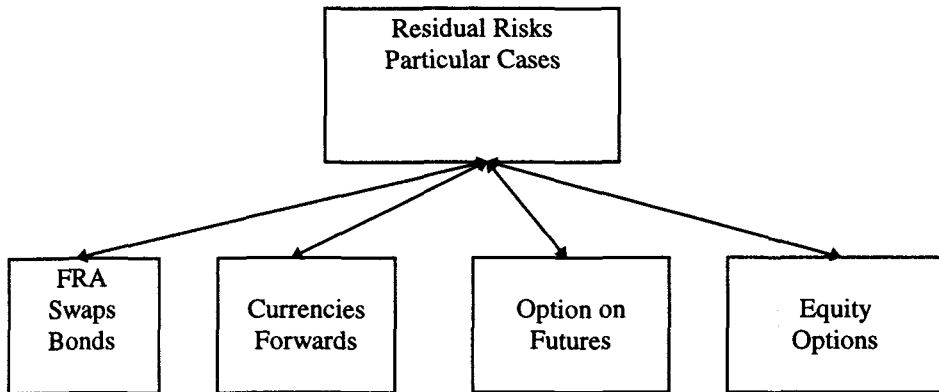 Residual Risks
Particular Cases
FRA
Swaps
Bonds
Currencies
Forwards
Option on
Futures
Equity
Options